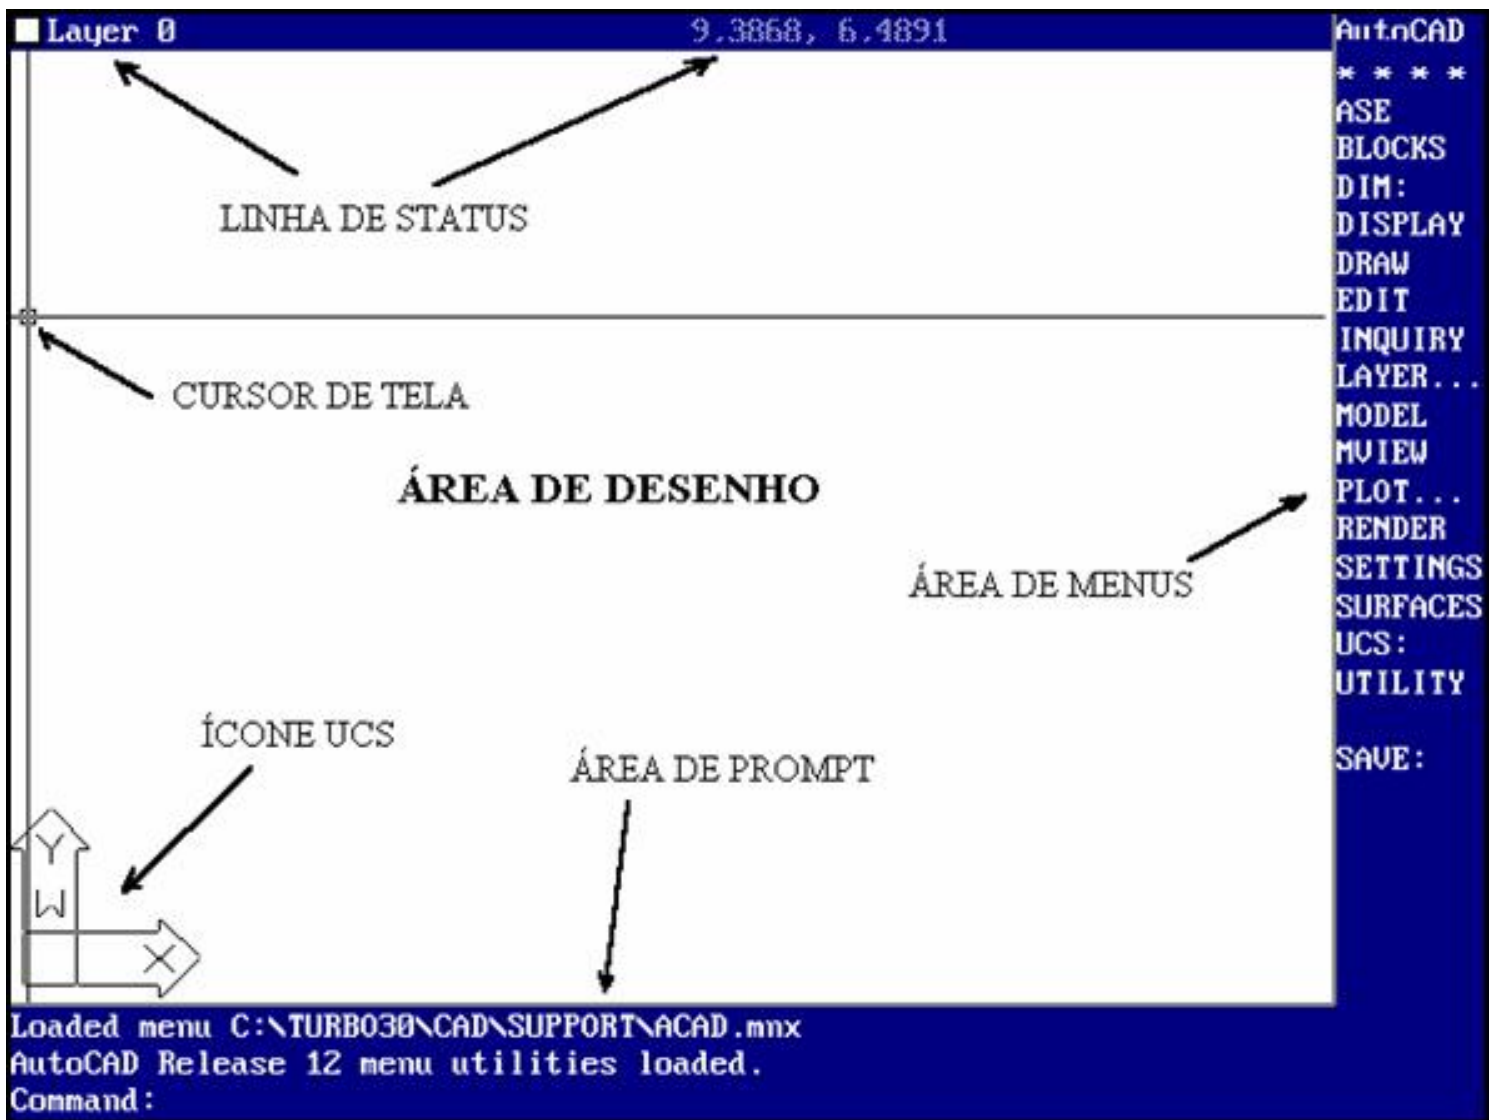 Layer 0
9.3868, 6.4891
AutoCAD
* * * *
ASE
BLOCKS
DIM:
DISPLAY
DRAW
EDIT
INQUIRY
LAYER...
MODEL
MVIEW
PLOT...
RENDER
SETTINGS
SURFACES
UCS:
UTILITY
SAVE:
LINHA DE STATUS
CURSOR DE TELA
ÁREA DE DESENHO
ÁREA DE MENUS
ÍCONE UCS
ÁREA DE PROMPT
Y
W
X
Loaded menu C:\TURBO30\CAD\SUPPORT\ACAD.mnx
AutoCAD Release 12 menu utilities loaded.
Command: